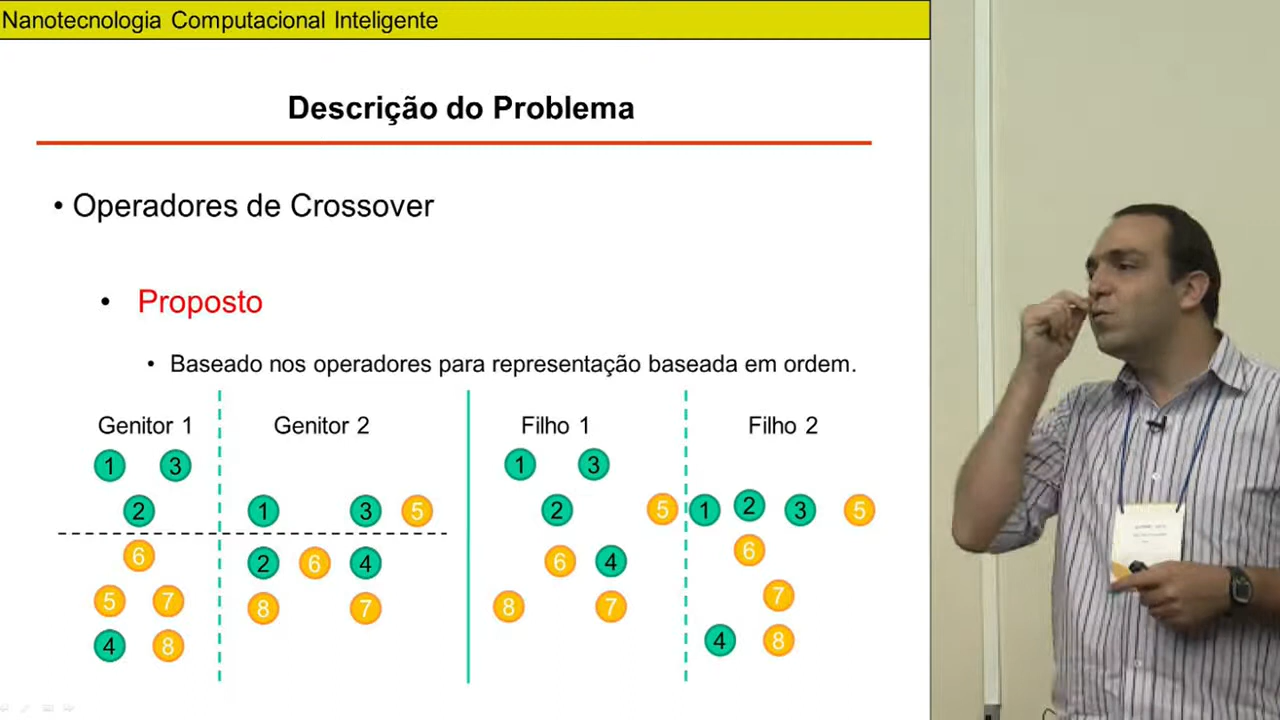 Nanotecnologia Computacional Inteligente
Descrição do Problema
• Operadores de Crossover
• Proposto
• Baseado nos operadores para representação baseada em ordem.
Genitor 1 Genitor 2 Filho 1 Filho 2
1 3 1 3
2 1 3 5 2 5 1 2 3 5
6 2 6 4 6 4 6
5 7 8 7 8 7 7
4 8 4 8